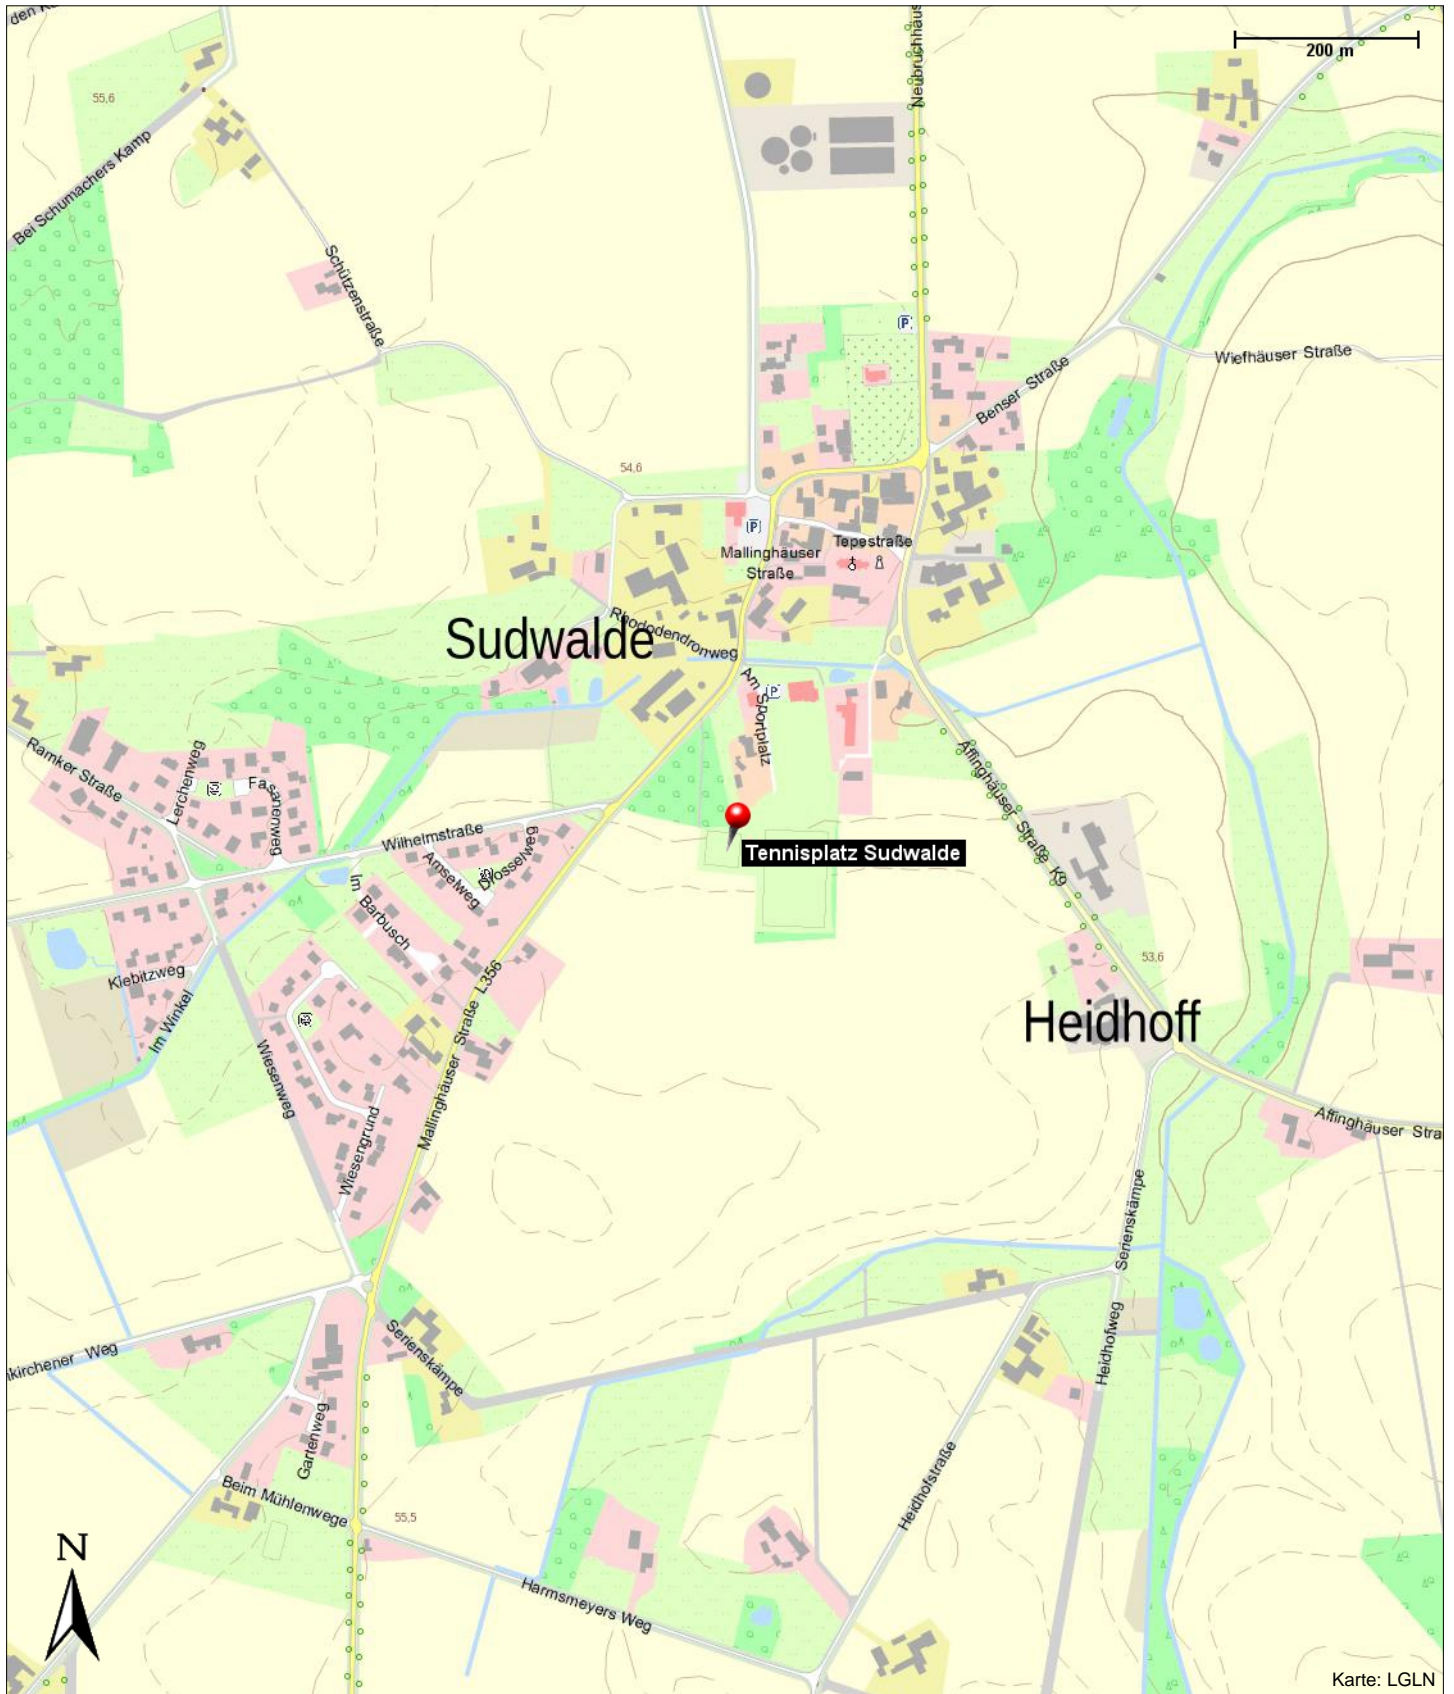 den
200 m
Neubruchhäus
55,6
Bei Schumachers Kamp
Schützenstraße
P
Benser Straße
Wiefhäuser Straße
54,6
P
Mallinghäuser
Straße
Tepestraße
Rhododendronweg
Sudwalde
Am Sportplatz
P
Ramker Straße
Lerchenweg
Fasanenweg
Wilhelmstraße
Amselweg
Drosselweg
Affinghäuser Straße K9
Tennisplatz Sudwalde
Im Barbusch
Kiebitzweg
Im Winkel
Mallinghäuser Straße L356
53,6
Heidhoff
Wiesenweg
Wiesengrund
Affinghäuser Stra
Serienskämpe
Heidhofweg
kirchener Weg
Serienskämpe
Gartenweg
Heidhofstraße
Beim Mühlenwege
55,5
N
Harmsmeyers Weg
Karte: LGLN